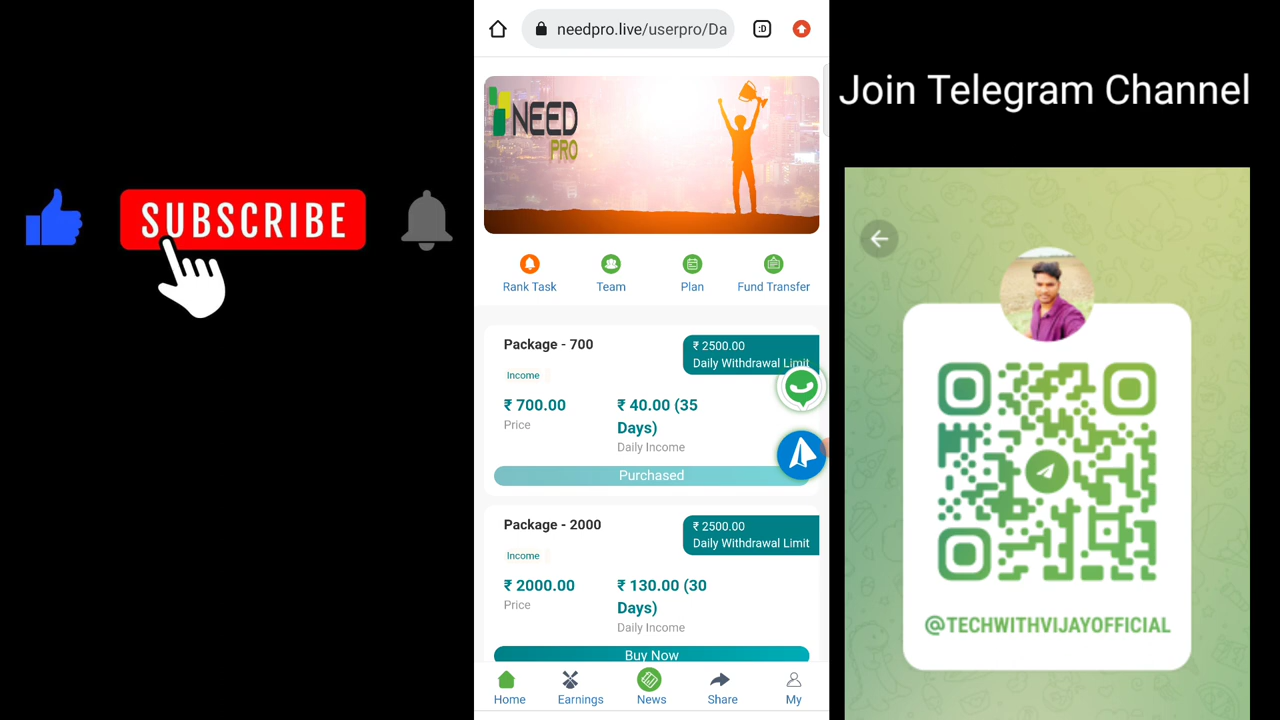 SUBSCRIBE
needpro.live/userpro/Da
:D
NEED
PRO
Rank Task
Team
Plan
Fund Transfer
Package - 700
₹ 2500.00
Daily Withdrawal Limit
Income
₹ 700.00
Price
₹ 40.00 (35
Days)
Daily Income
Purchased
Package - 2000
₹ 2500.00
Daily Withdrawal Limit
Income
₹ 2000.00
Price
₹ 130.00 (30
Days)
Daily Income
Buy Now
Home
Earnings
News
Share
My
Join Telegram Channel
@TECHWITHVIJAYOFFICIAL